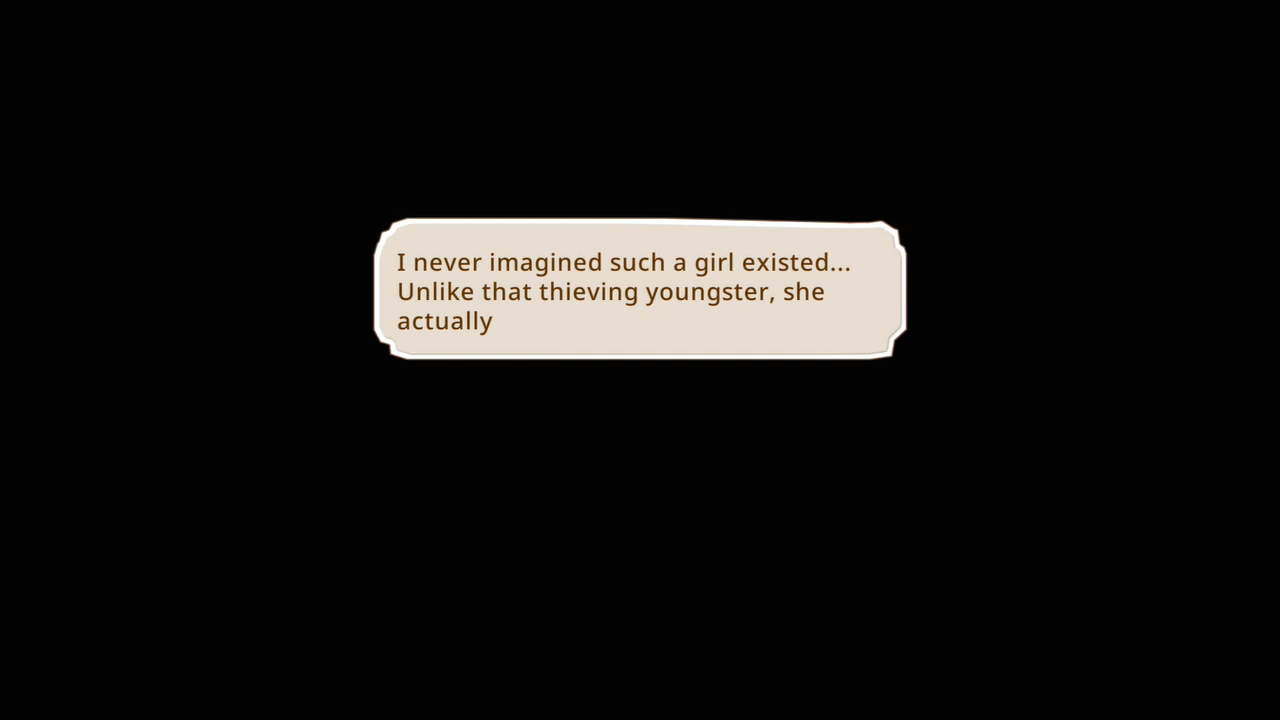 I never imagined such a girl existed...
Unlike that thieving youngster, she
actually